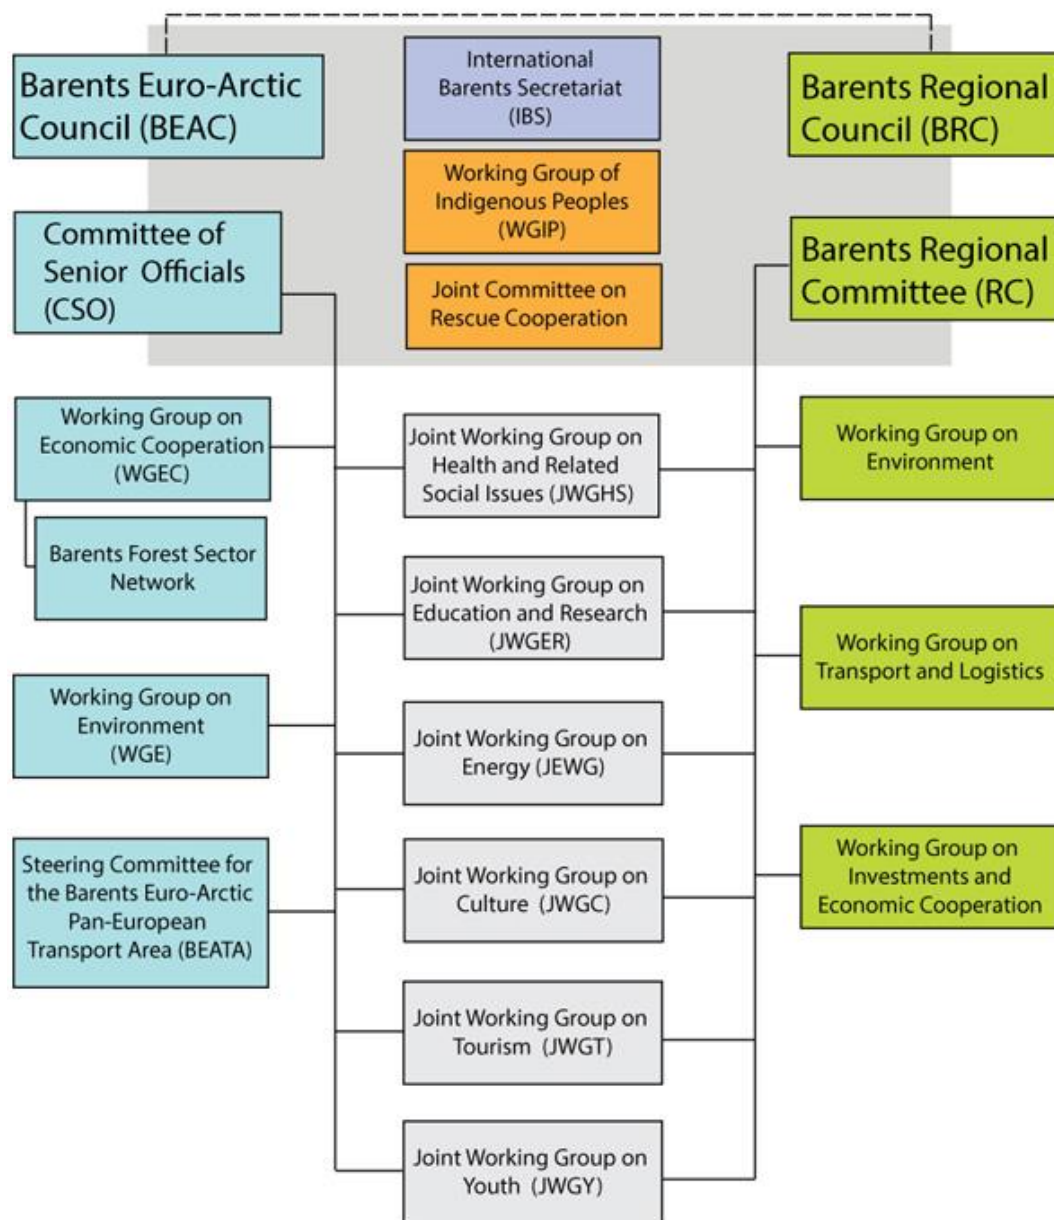 Barents Euro-Arctic
Council (BEAC)
International
Barents Secretariat
(IBS)
Barents Regional
Council (BRC)
Working Group of
Indigenous Peoples
(WGIP)
Committee of
Senior Officials
(CSO)
Joint Committee on
Rescue Cooperation
Barents Regional
Committee (RC)
Working Group on
Economic Cooperation
(WGEC)
Barents Forest Sector
Network
Working Group on
Environment
(WGE)
Steering Committee for
the Barents Euro-Arctic
Pan-European
Transport Area (BEATA)
Joint Working Group on
Health and Related
Social Issues (JWGHS)
Joint Working Group on
Education and Research
(JWGER)
Joint Working Group on
Energy (JEWG)
Joint Working Group on
Culture (JWGC)
Joint Working Group on
Tourism (JWGT)
Joint Working Group on
Youth (JWGY)
Working Group on
Environment
Working Group on
Transport and Logistics
Working Group on
Investments and
Economic Cooperation